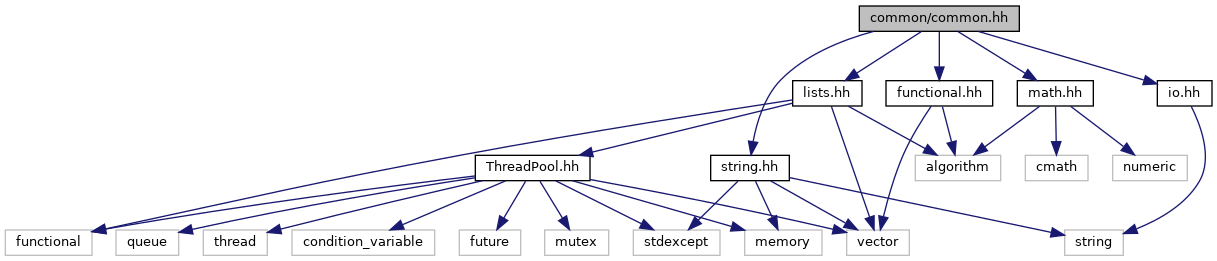 common/common.hh
lists.hh
functional.hh
math.hh
io.hh
ThreadPool.hh
string.hh
algorithm
cmath
numeric
functional
queue
thread
condition_variable
future
mutex
stdexcept
memory
vector
string